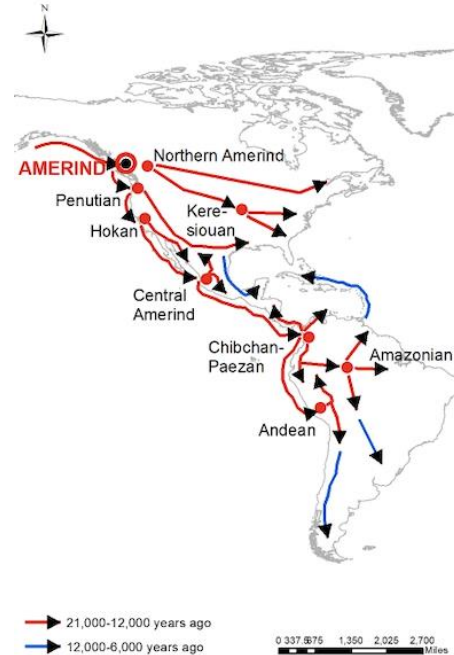 N
AMERIND
Northern Amerind
Penutian
Kere-
siouan
Hokan
Central
Amerind
Chibchan-
Paezan
Amazonian
Andean
21,000-12,000 years ago
12,000-6,000 years ago
0 337.5 675 1,350 2,025 2,700
Miles